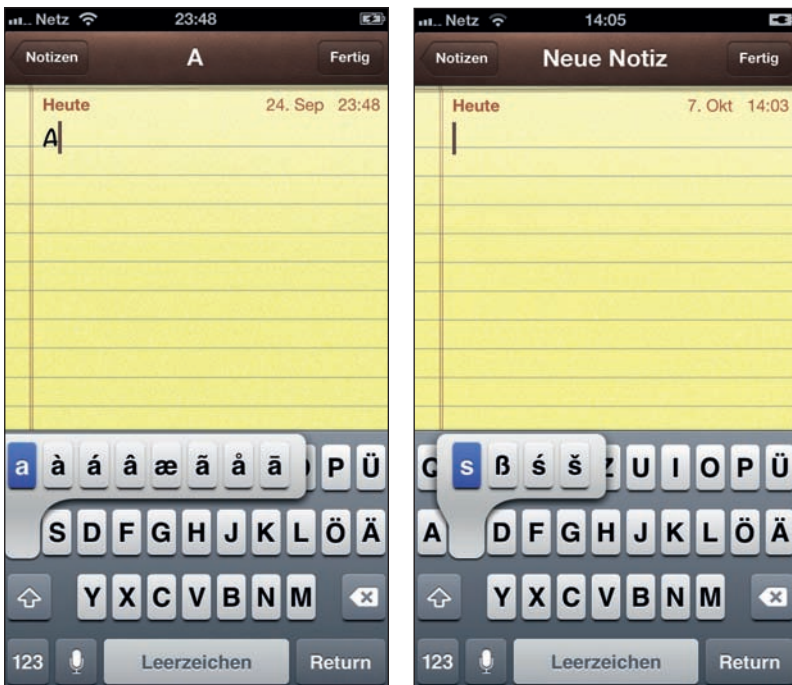 Netz 23:48
Notizen A Fertig
Heute 24. Sep 23:48
A
a à á â æ ã å ā P Ü
S D F G H J K L Ö Ä
Y X C V B N M
123 Leerzeichen Return
Netz 14:05
Notizen Neue Notiz Fertig
Heute 7. Okt 14:03
s ß ś š U I O P Ü
A D F G H J K L Ö Ä
Y X C V B N M
123 Leerzeichen Return